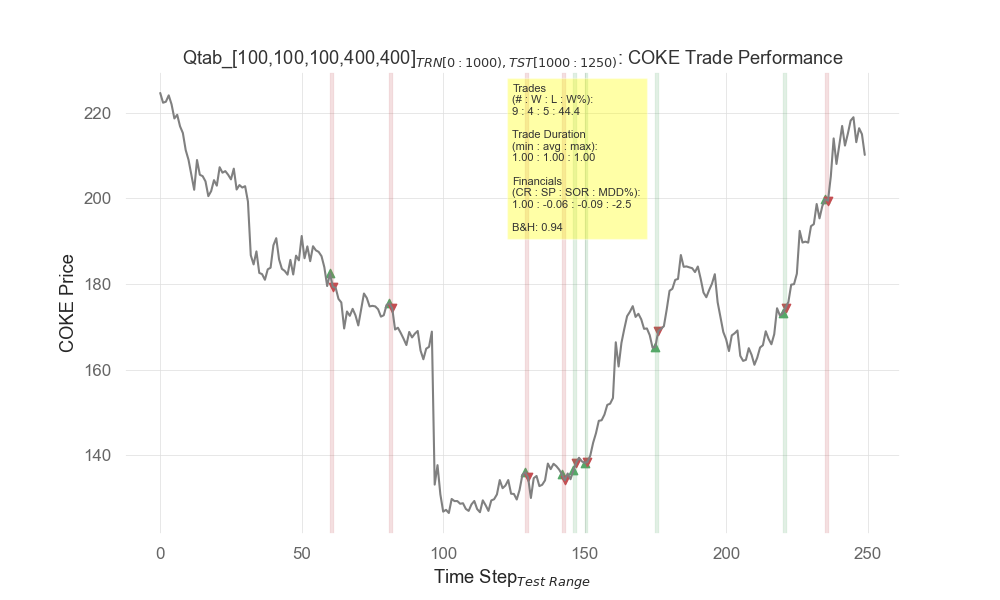 Qtab_[100,100,100,400,400]TRN[0:1000),TST[1000:1250): COKE Trade Performance
Trades
(# : W : L : W%):
9 : 4 : 5 : 44.4
Trade Duration
(min : avg : max):
1.00 : 1.00 : 1.00
Financials
(CR : SP : SOR : MDD%):
1.00 : -0.06 : -0.09 : -2.5
B&H: 0.94
COKE Price
220
200
180
160
140
0 50 100 150 200 250
Time Step Test Range